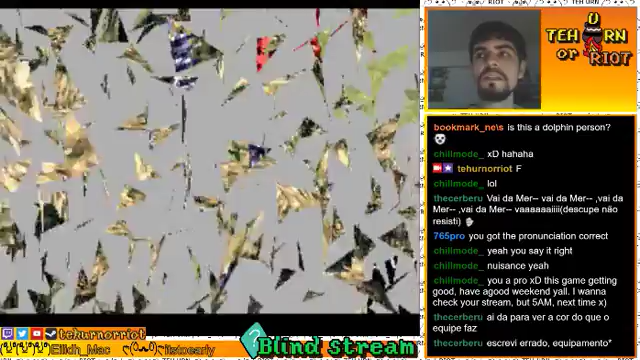 TEH URN
or RIOT
bookmark_ne\s is this a dolphin person?
chillmode_ xD hahaha
tehurnorriot F
chillmode_ lol
thecerberu Vai da Mer-- vai da Mer-- ,vai da
Mer-- ,vai da Mer-- vaaaaaaiiii(descupe não
resisti)
765pro you got the pronunciation correct
chillmode_ yeah you say it right
chillmode_ nuisance yeah
chillmode_ you a pro xD this game getting
good, have agood weekend yall. I wanna
check your stream, but 5AM, next time x)
thecerberu ai da para ver a cor do que o
equipe faz
thecerberu escrevi errado, equipamento*
tehurnorriot
Blind Stream